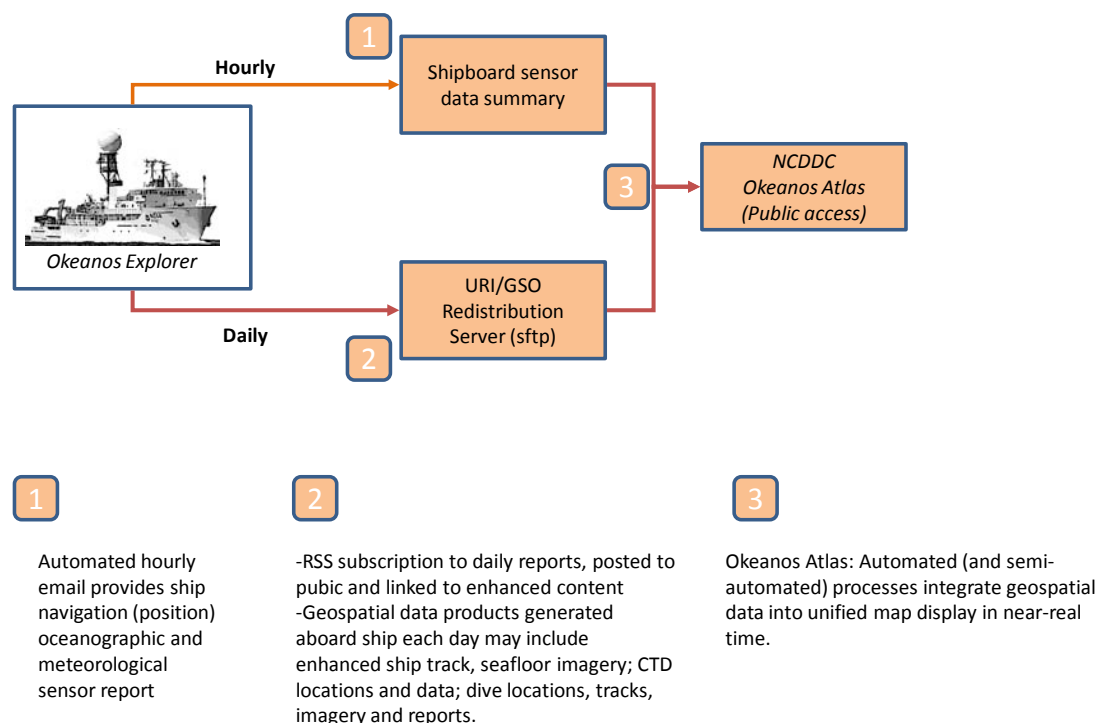 1
Hourly
Shipboard sensor
data summary
Okeanos Explorer
3
NCDDC
Okeanos Atlas
(Public access)
Daily
URI/GSO
Redistribution
Server (sftp)
2
1
Automated hourly
email provides ship
navigation (position)
oceanographic and
meteorological
sensor report
2
-RSS subscription to daily reports, posted to
pubic and linked to enhanced content
-Geospatial data products generated
aboard ship each day may include
enhanced ship track, seafloor imagery; CTD
locations and data; dive locations, tracks,
imagery and reports.
3
Okeanos Atlas: Automated (and semi-
automated) processes integrate geospatial
data into unified map display in near-real
time.